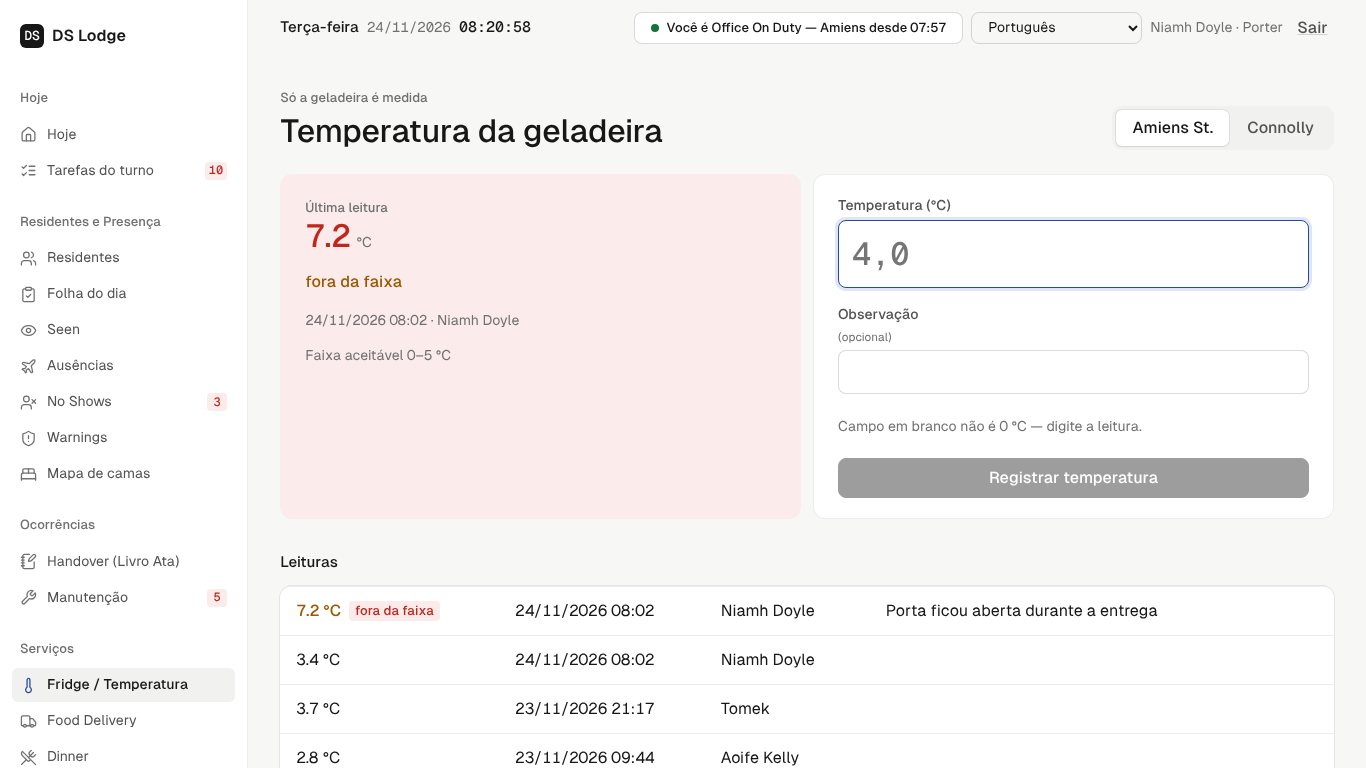 DS DS Lodge
Hoje
Hoje
Tarefas do turno 10
Residentes e Presença
Residentes
Folha do dia
Seen
Ausências
No Shows 3
Warnings
Mapa de camas
Ocorrências
Handover (Livro Ata)
Manutenção 5
Serviços
Fridge / Temperatura
Food Delivery
Dinner
Terça-feira 24/11/2026 08:20:58
Você é Office On Duty — Amiens desde 07:57
Português
Niamh Doyle · Porter
Sair
Só a geladeira é medida
Temperatura da geladeira
Amiens St. Connolly
Última leitura
7.2 °C
fora da faixa
24/11/2026 08:02 · Niamh Doyle
Faixa aceitável 0–5 °C
Temperatura (°C)
4,0
Observação
(opcional)
Campo em branco não é 0 °C — digite a leitura.
Registrar temperatura
Leituras
7.2 °C fora da faixa 24/11/2026 08:02 Niamh Doyle Porta ficou aberta durante a entrega
3.4 °C 24/11/2026 08:02 Niamh Doyle
3.7 °C 23/11/2026 21:17 Tomek
2.8 °C 23/11/2026 09:44 Aoife Kelly